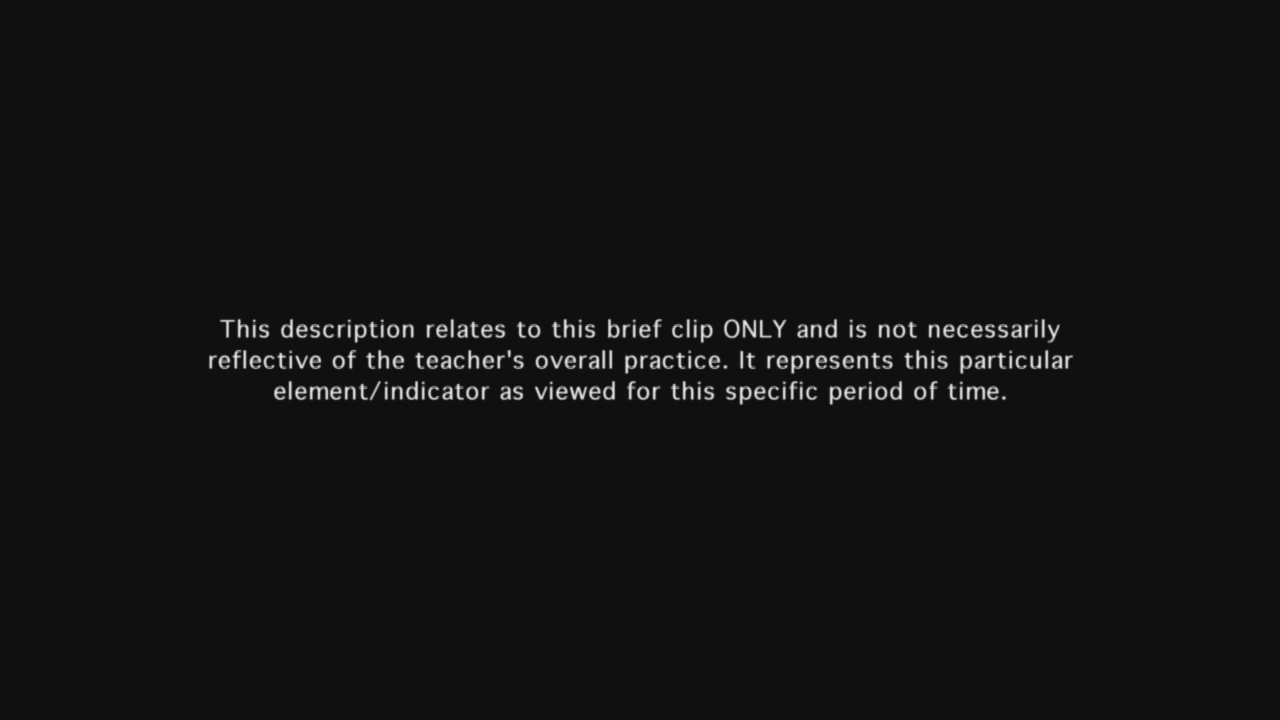 This description relates to this brief clip ONLY and is not necessarily
reflective of the teacher's overall practice. It represents this particular
element/indicator as viewed for this specific period of time.